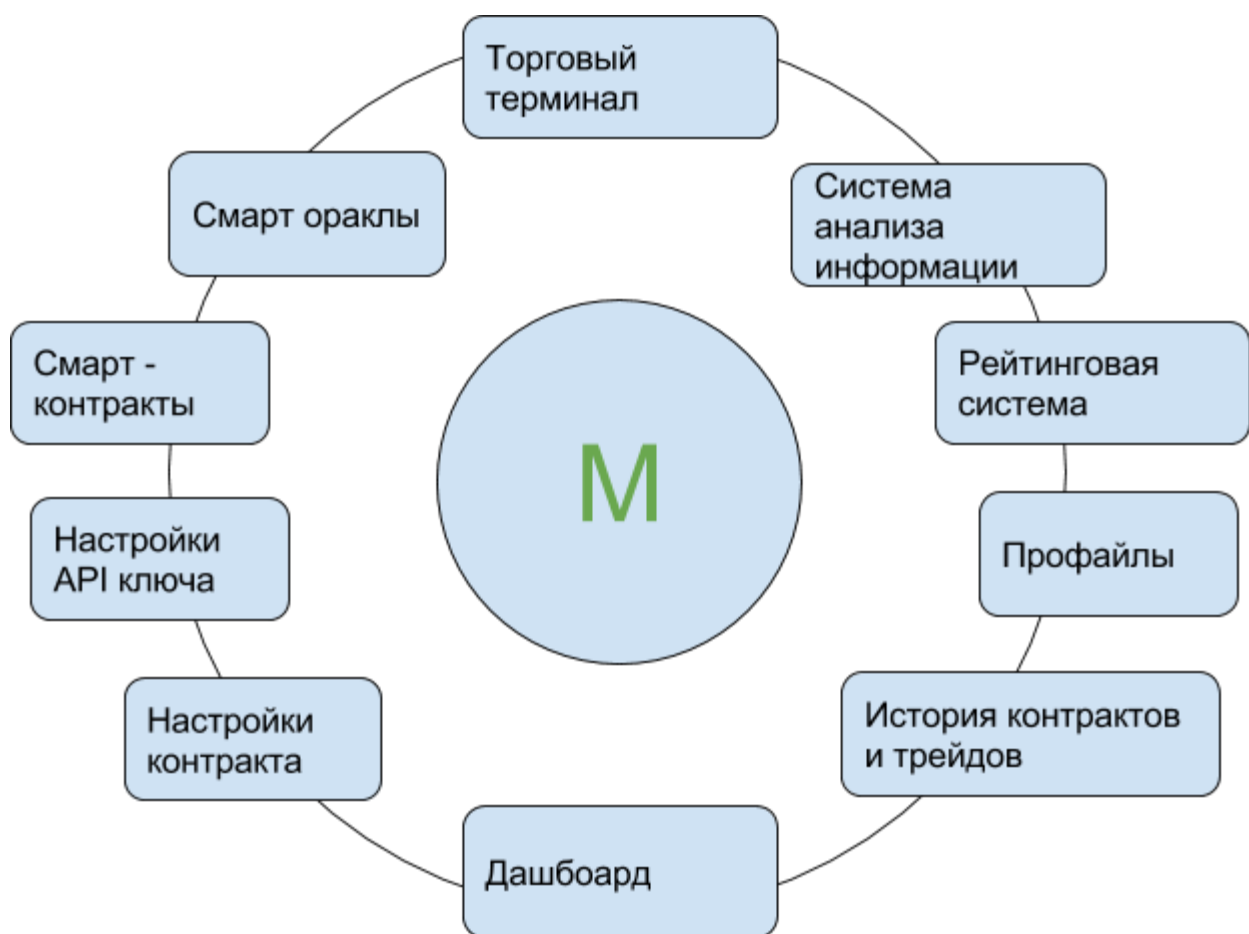 Торговый
терминал
Смарт ораклы
Система
анализа
информации
Смарт -
контракты
Рейтинговая
система
М
Настройки
API ключа
Профайлы
Настройки
контракта
История контрактов
и трейдов
Дашбоард